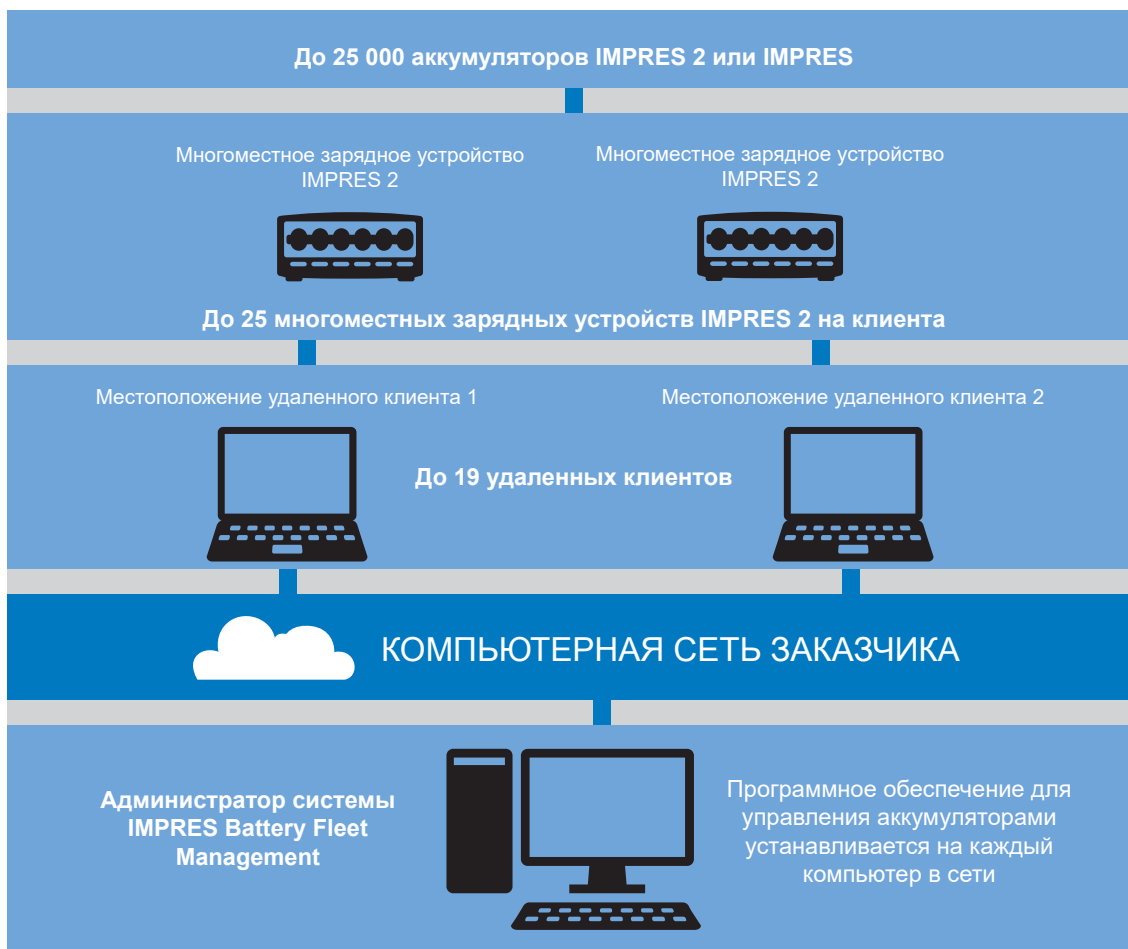 До 25 000 аккумуляторов IMPRES 2 или IMPRES
Многоместное зарядное устройство
IMPRES 2
Многоместное зарядное устройство
IMPRES 2
До 25 многоместных зарядных устройств IMPRES 2 на клиента
Местоположение удаленного клиента 1
Местоположение удаленного клиента 2
До 19 удаленных клиентов
КОМПЬЮТЕРНАЯ СЕТЬ ЗАКАЗЧИКА
Администратор системы
IMPRES Battery Fleet
Management
Программное обеспечение для
управления аккумуляторами
устанавливается на каждый
компьютер в сети